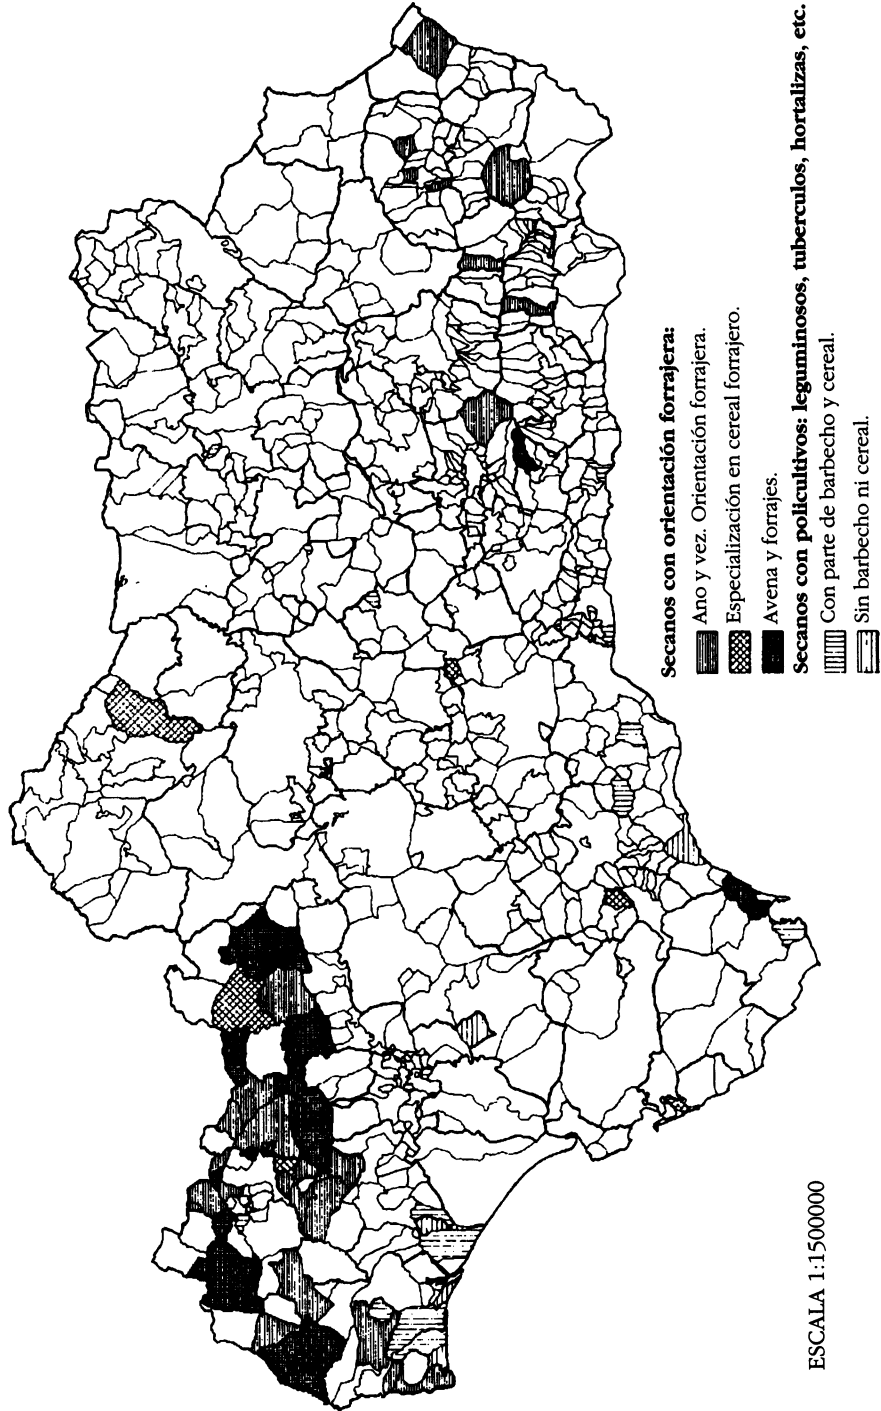 Secanos con orientación forrajera:
Ano y vez. Orientación forrajera.
Especialización en cereal forrajero.
Avena y forrajes.
Secanos con policultivos: leguminosos, tuberculos, hortalizas, etc.
Con parte de barbecho y cereal.
Sin barbecho ni cereal.
ESCALA 1:1500000